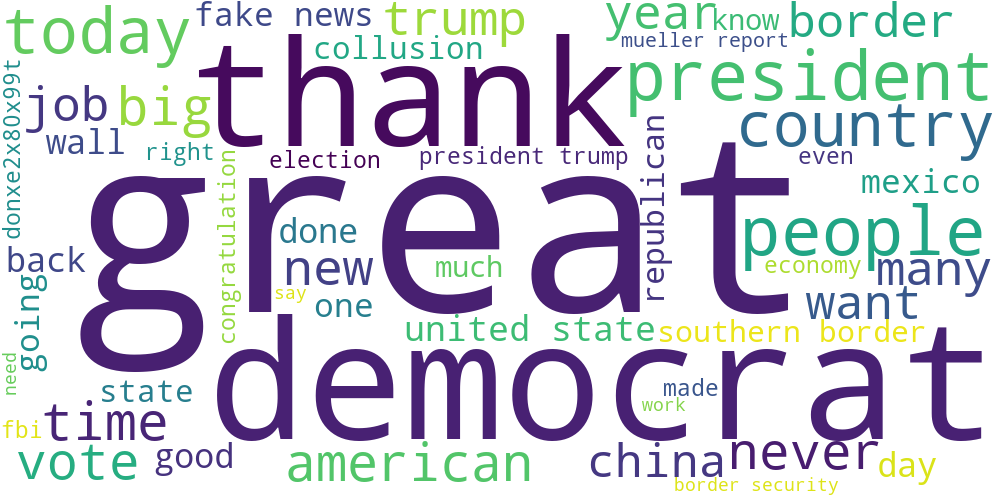 today
fake news
trump
year
know
border
collusion
mueller report
thank
president
donxe2x80x99t
job
big
country
wall
right
election
president trump
republican
even
great
congratulation
mexico
people
done
back
new
much
economy
many
going
say
one
want
united state
southern border
democrat
need
state
made
work
time
fbi
vote
good
american
china
never
day
border security